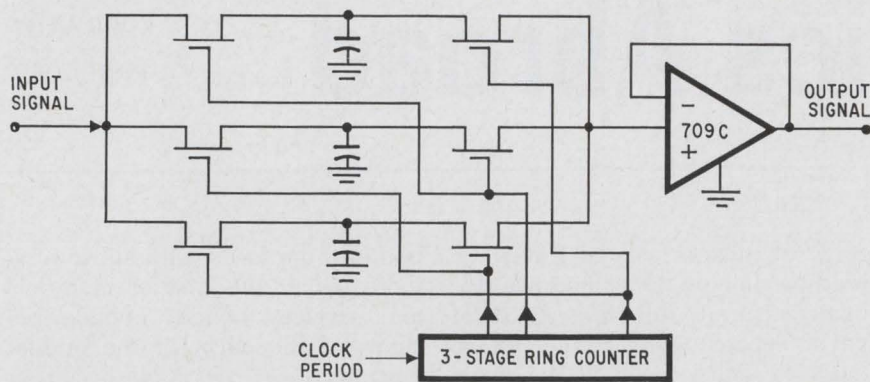 INPUT
SIGNAL
−
709C
+
OUTPUT
SIGNAL
CLOCK
PERIOD
3-STAGE RING COUNTER